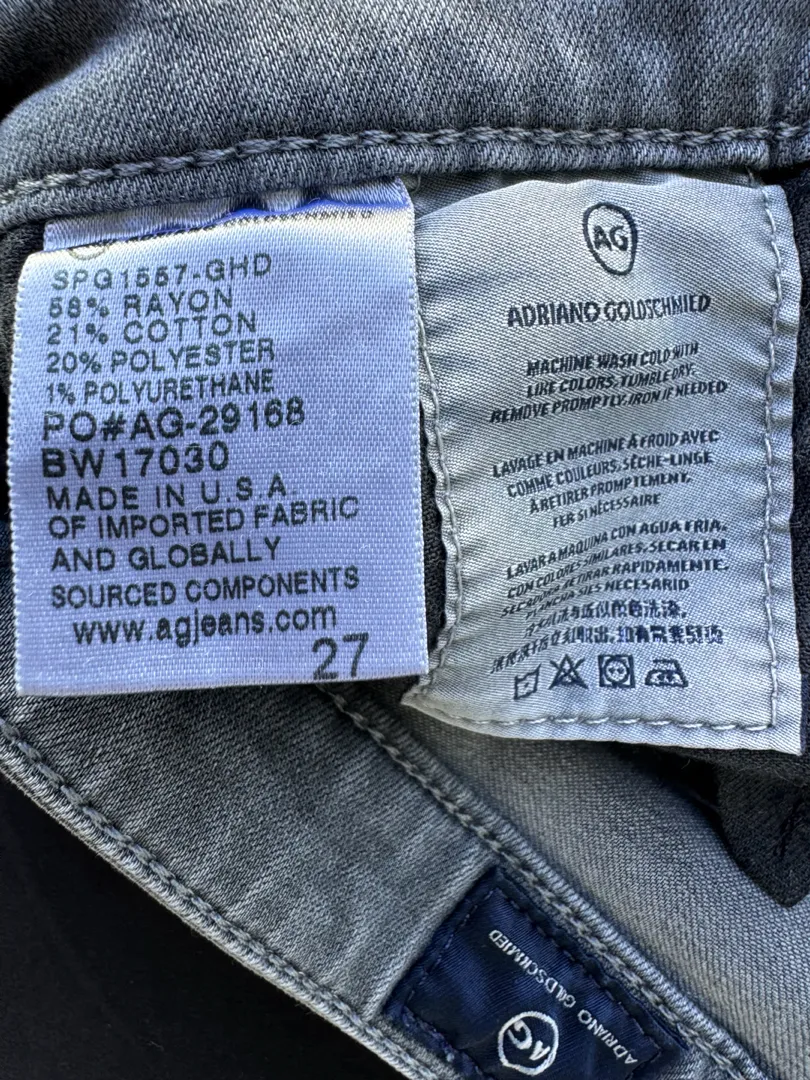 SPG1557-GHD
58% RAYON
21% COTTON
20% POLYESTER
1% POLYURETHANE
PO#AG-29168
BW17030
MADE IN U.S.A.
OF IMPORTED FABRIC
AND GLOBALLY
SOURCED COMPONENTS
www.agjeans.com
27
AG
ADRIANO GOLDSCHMIED
MACHINE WASH COLD WITH
LIKE COLORS. TUMBLE DRY.
REMOVE PROMPTLY. IRON IF NEEDED
LAVAGE EN MACHINE À FROID AVEC
COMME COULEURS. SÈCHE-LINGE
À RETIRER PROMPTEMENT.
FER SI NÉCESSAIRE
LAVAR A MAQUINA CON AGUA FRIA.
CON COLORES SIMILARES. SECAR EN
SECADORA RETIRAR RAPIDAMENTE.
PLANCHA SI ES NECESARIO
AG
ADRIANO GOLDSCHMIED